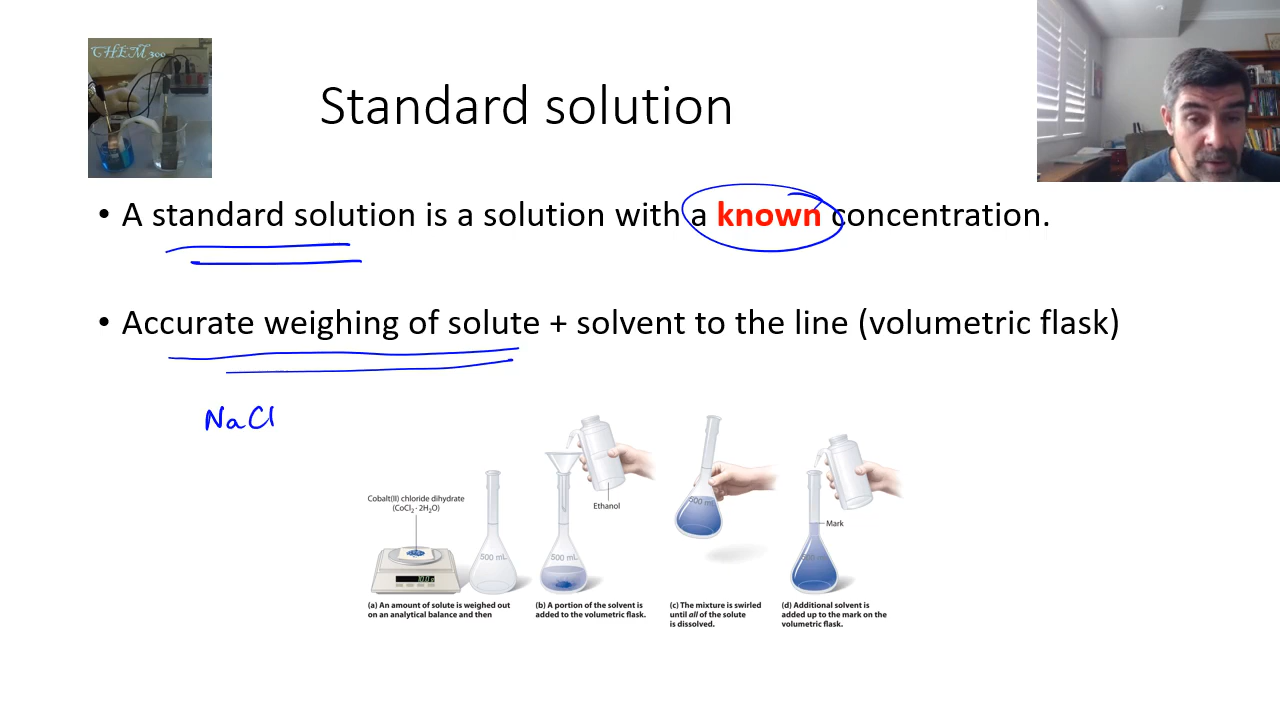 CHEM 300
Standard solution
• A standard solution is a solution with a known concentration.
• Accurate weighing of solute + solvent to the line (volumetric flask)
NaCl
Cobalt(II) chloride dihydrate
(CoCl₂ · 2H₂O)
500 mL
(a) An amount of solute is weighed out
on an analytical balance and then
Ethanol
500 mL
(b) A portion of the solvent is
added to the volumetric flask.
500 mL
(c) The mixture is swirled
until all of the solute
is dissolved.
Mark
500 mL
(d) Additional solvent is
added up to the mark on the
volumetric flask.